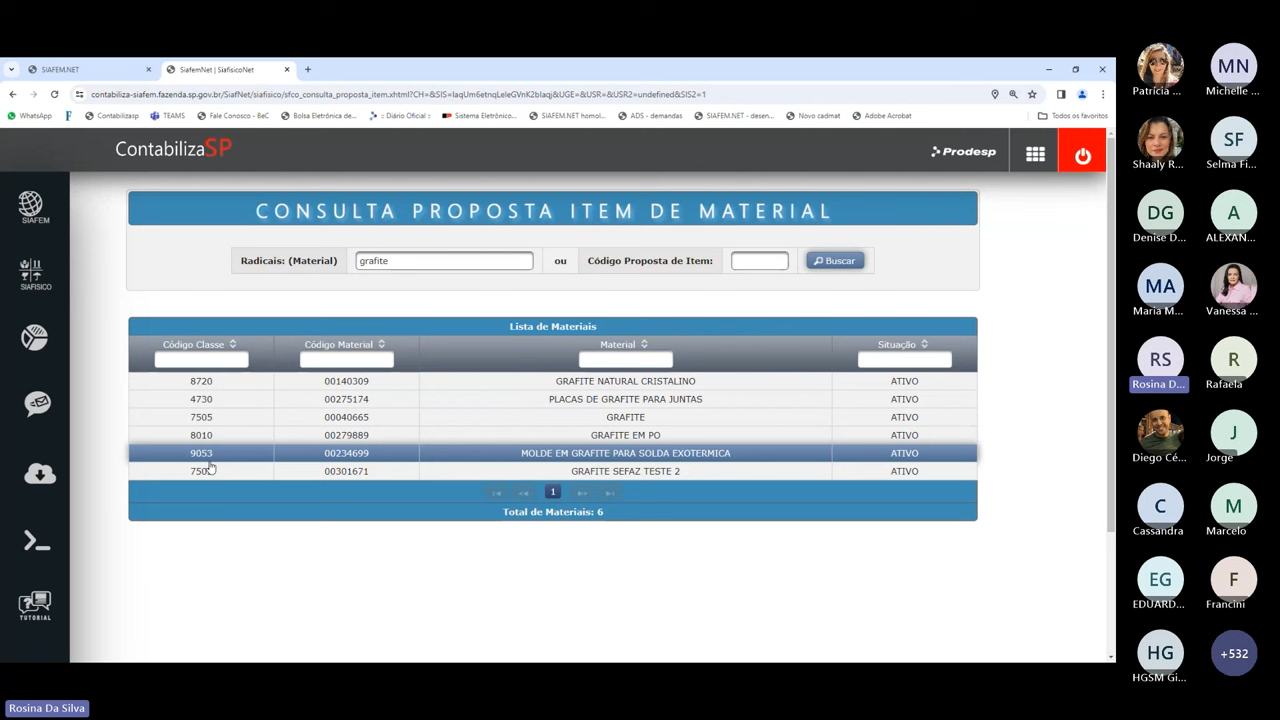 SIAFEM.NET
SiafemNet | SiafisicoNet
contabiliza-siafem.fazenda.sp.gov.br/SiafNet/siafisico/sfco_consulta_proposta_item.xhtml?CH=&SIS=
WhatsApp
Contabilizasp
TEAMS
Fale Conosco - BeC
Bolsa Eletrônica de...
:: Diário Oficial ::
Sistema Eletrônico...
SIAFEM.NET homol...
ADS - demandas
SIAFEM.NET - desen...
Novo cadmat
Adobe Acrobat
Todos os favoritos
ContabilizaSP
Prodesp
SIAFEM
SIAFISICO
TUTORIAL
CONSULTA PROPOSTA ITEM DE MATERIAL
Radicais: (Material) grafite ou Código Proposta de Item: Buscar
Lista de Materiais
Código Classe Código Material Material Situação
8720 00140309 GRAFITE NATURAL CRISTALINO ATIVO
4730 00275174 PLACAS DE GRAFITE PARA JUNTAS ATIVO
7505 00040665 GRAFITE ATIVO
8010 00279889 GRAFITE EM PO ATIVO
9053 00234699 MOLDE EM GRAFITE PARA SOLDA EXOTERMICA ATIVO
00301671 GRAFITE SEFAZ TESTE 2 ATIVO
1
Total de Materiais: 6
Patrícia ...
MN
Michelle ...
Shaaly R...
SF
Selma Fi...
DG
Denise D...
A
ALEXAN...
MA
Maria M...
Vanessa ...
RS
Rosina D...
R
Rafaela
Diego Cé...
J
Jorge
C
Cassandra
M
Marcelo
EG
EDUARD...
F
Francini
HG
HGSM Gi...
+532
Rosina Da Silva